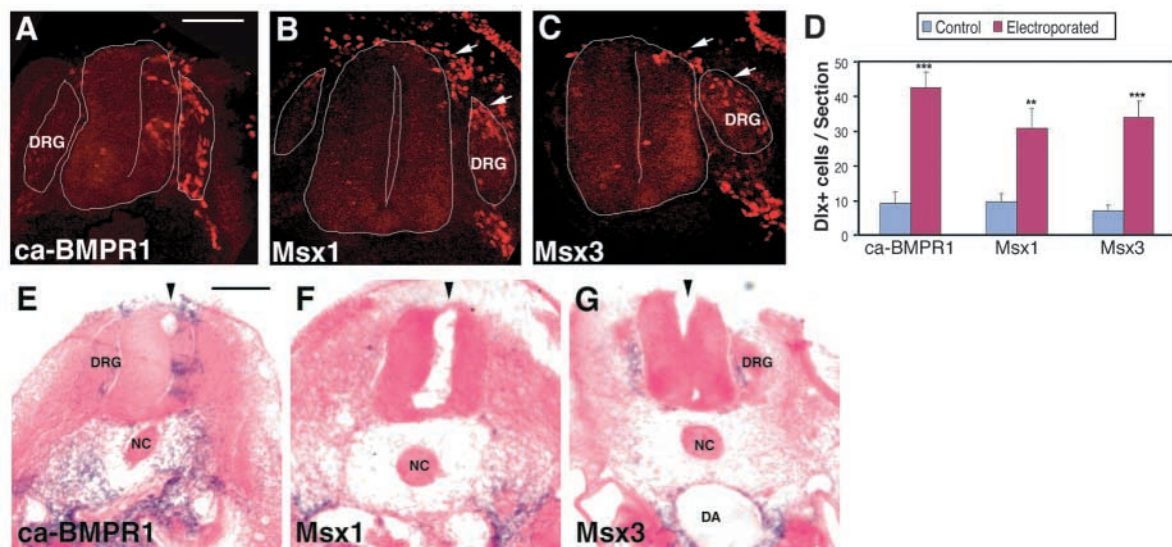 A
B
C
DRG
DRG
DRG
ca-BMPR1
Msx1
Msx3
D
Control
Electroporated
Dlx+ cells / Section
50
40
30
20
10
0
***
**
***
ca-BMPR1
Msx1
Msx3
E
F
G
DRG
DRG
NC
NC
NC
DA
ca-BMPR1
Msx1
Msx3